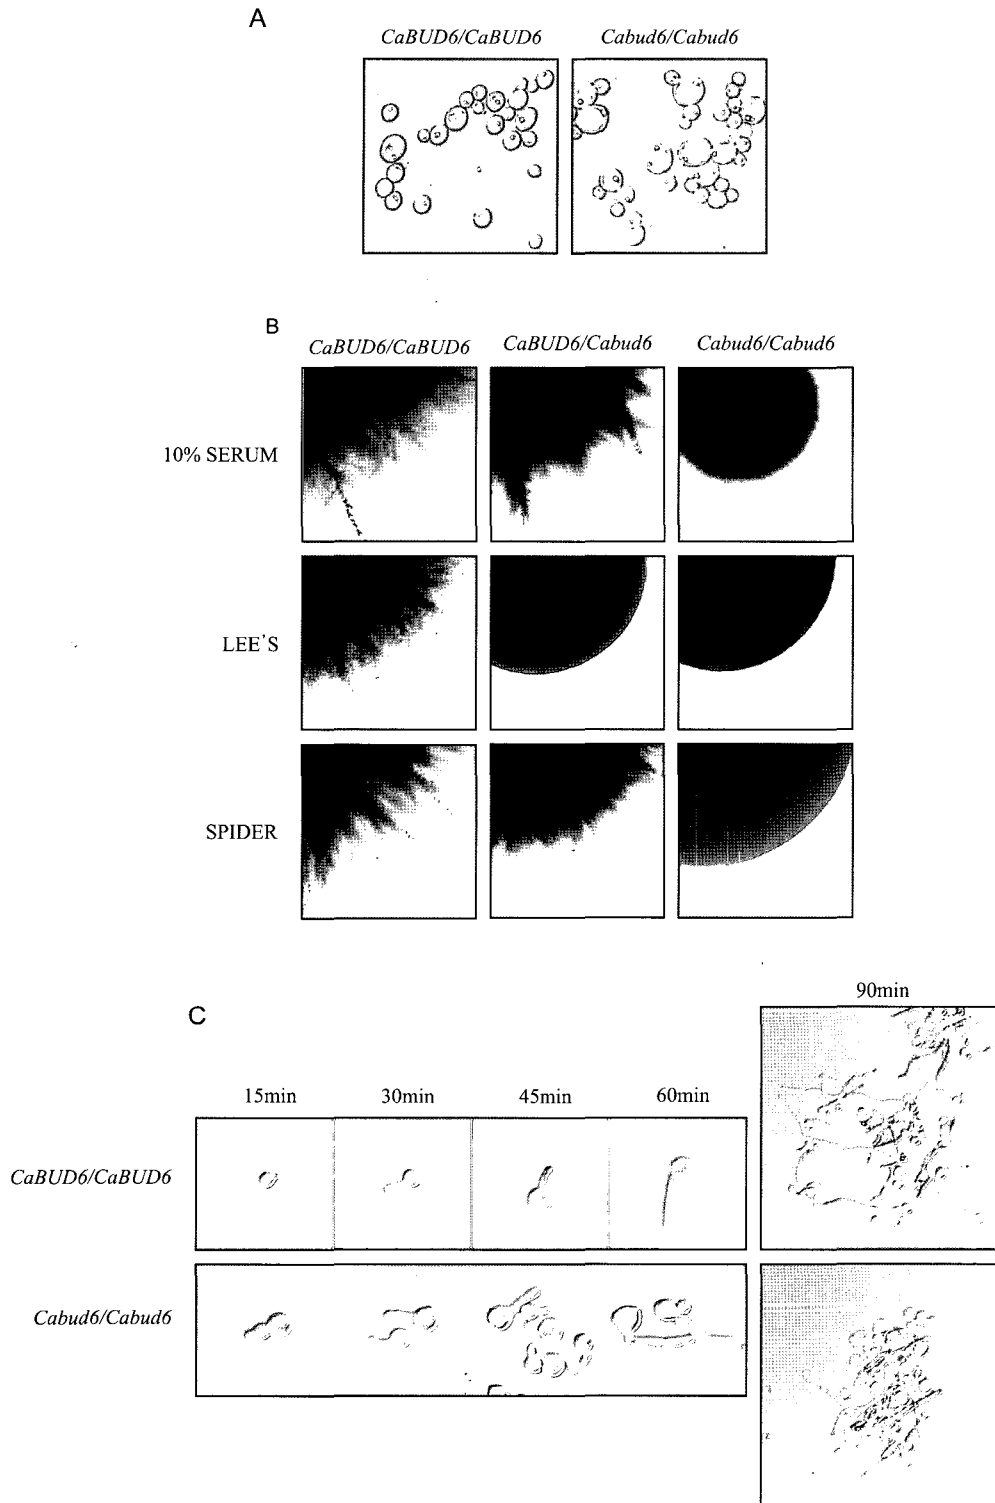 A
CaBUD6/CaBUD6 Cabud6/Cabud6
B
CaBUD6/CaBUD6 CaBUD6/Cabud6 Cabud6/Cabud6
10% SERUM
LEE'S
SPIDER
C
90min
15min 30min 45min 60min
CaBUD6/CaBUD6
Cabud6/Cabud6